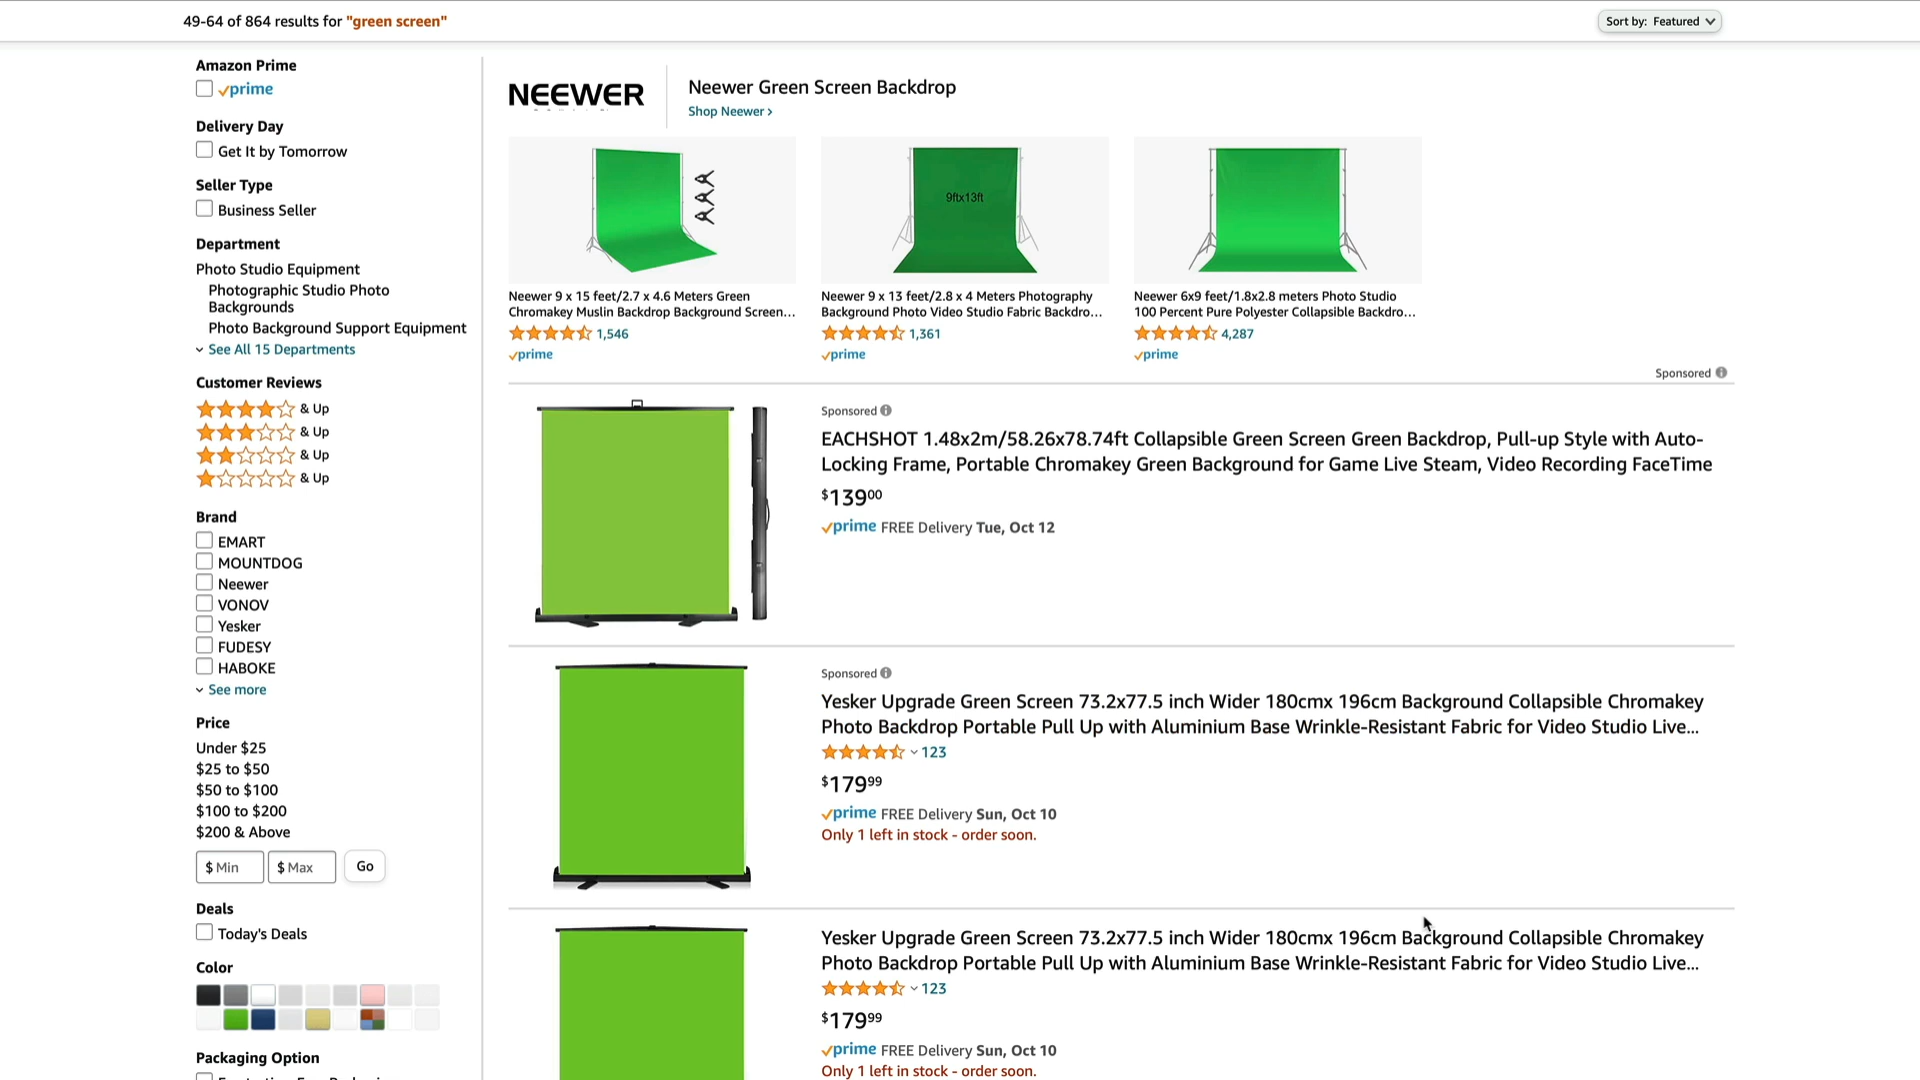 49-64 of 864 results for "green screen"
Sort by: Featured
Amazon Prime
prime
Delivery Day
Get It by Tomorrow
Seller Type
Business Seller
Department
Photo Studio Equipment
Photographic Studio Photo
Backgrounds
Photo Background Support Equipment
See All 15 Departments
Customer Reviews
& Up
& Up
& Up
& Up
Brand
EMART
MOUNTDOG
Neewer
VONOV
Yesker
FUDESY
HABOKE
See more
Price
Under $25
$25 to $50
$50 to $100
$100 to $200
$200 & Above
$ Min
$ Max
Go
Deals
Today's Deals
Color
Packaging Option
NEEWER
Neewer Green Screen Backdrop
Shop Neewer ›
9ftx13ft
Neewer 9 x 15 feet/2.7 x 4.6 Meters Green
Chromakey Muslin Backdrop Background Screen…
1,546
prime
Neewer 9 x 13 feet/2.8 x 4 Meters Photography
Background Photo Video Studio Fabric Backdro…
1,361
prime
Neewer 6x9 feet/1.8x2.8 meters Photo Studio
100 Percent Pure Polyester Collapsible Backdro…
4,287
prime
Sponsored
Sponsored
EACHSHOT 1.48x2m/58.26x78.74ft Collapsible Green Screen Green Backdrop, Pull-up Style with Auto-
Locking Frame, Portable Chromakey Green Background for Game Live Steam, Video Recording FaceTime
$13900
prime FREE Delivery Tue, Oct 12
Sponsored
Yesker Upgrade Green Screen 73.2x77.5 inch Wider 180cmx 196cm Background Collapsible Chromakey
Photo Backdrop Portable Pull Up with Aluminium Base Wrinkle-Resistant Fabric for Video Studio Live...
123
$17999
prime FREE Delivery Sun, Oct 10
Only 1 left in stock - order soon.
Yesker Upgrade Green Screen 73.2x77.5 inch Wider 180cmx 196cm Background Collapsible Chromakey
Photo Backdrop Portable Pull Up with Aluminium Base Wrinkle-Resistant Fabric for Video Studio Live...
123
$17999
prime FREE Delivery Sun, Oct 10
Only 1 left in stock - order soon.